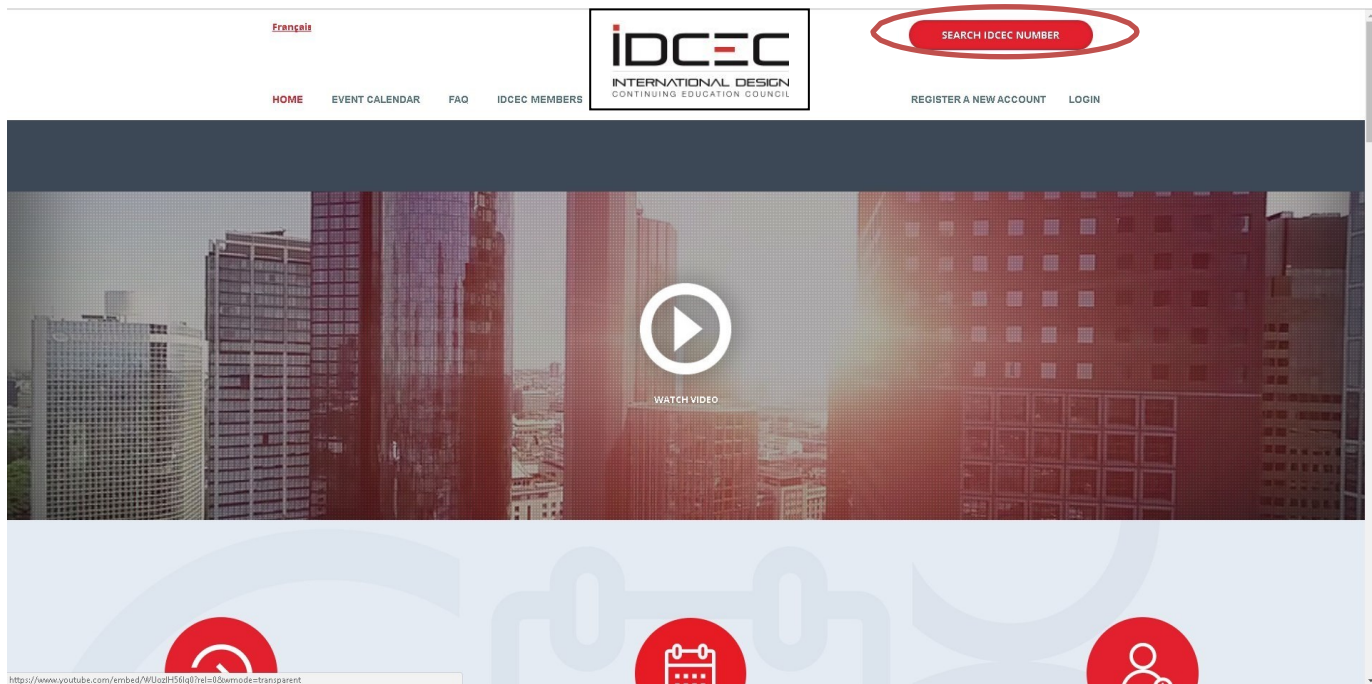 Français
iDCEC
INTERNATIONAL DESIGN
CONTINUING EDUCATION COUNCIL
SEARCH IDCEC NUMBER
HOME EVENT CALENDAR FAQ IDCEC MEMBERS
REGISTER A NEW ACCOUNT LOGIN
WATCH VIDEO